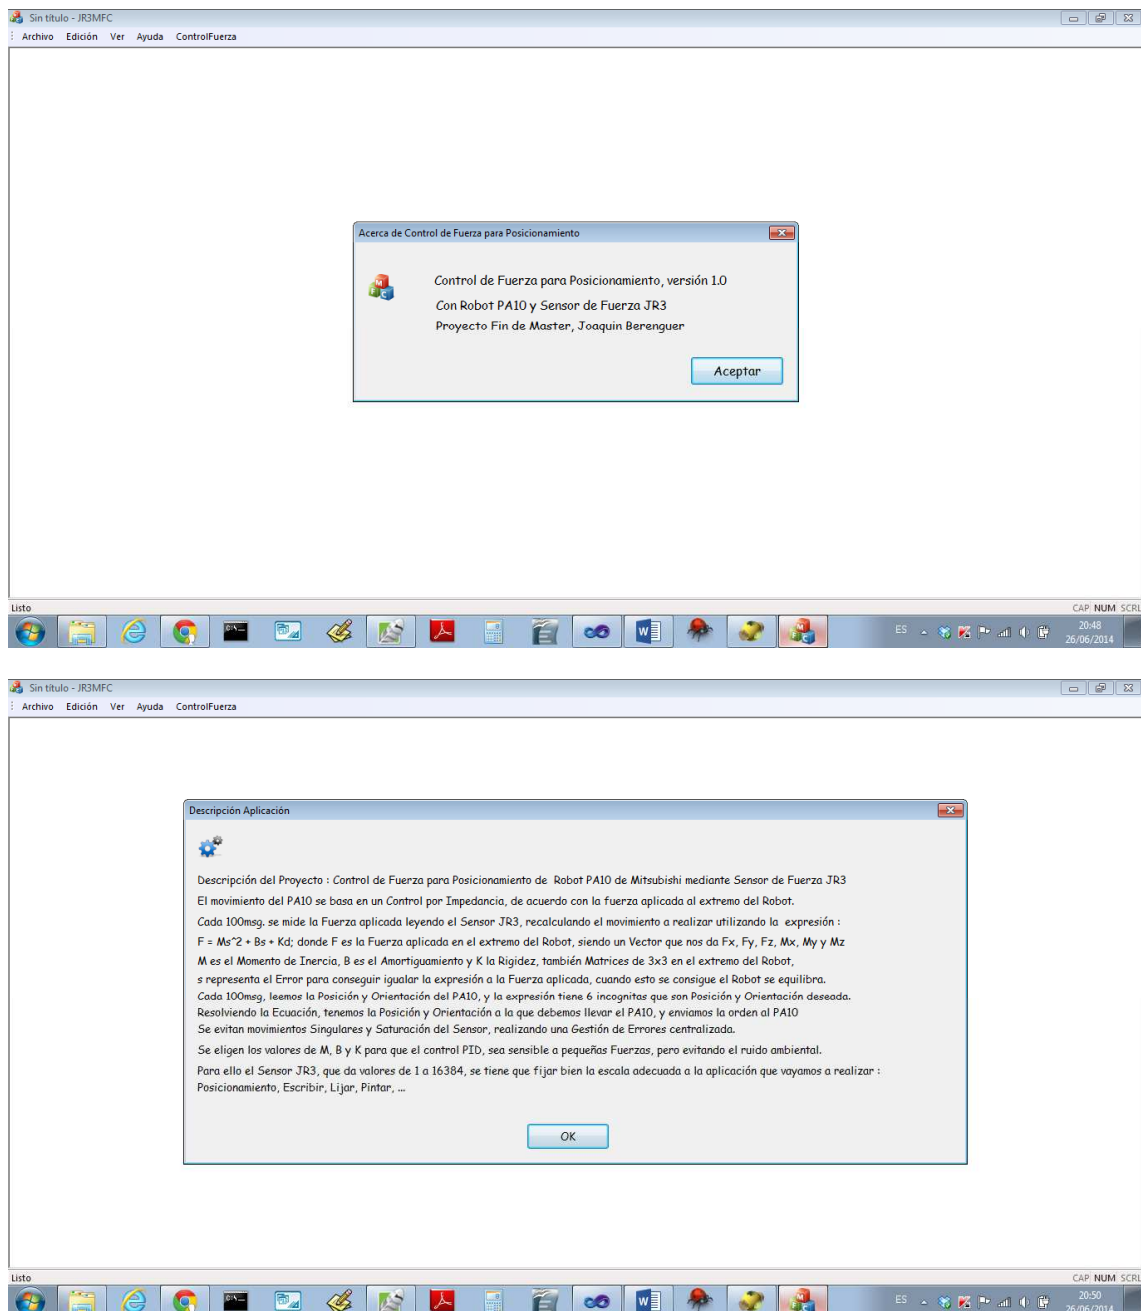 Sin título - JR3MFC
Archivo Edición Ver Ayuda ControlFuerza
Acerca de Control de Fuerza para Posicionamiento
Control de Fuerza para Posicionamiento, versión 1.0
Con Robot PA10 y Sensor de Fuerza JR3
Proyecto Fin de Master, Joaquin Berenguer
Aceptar
Listo
CAP NUM SCRL
ES
20:48
26/06/2014
Sin título - JR3MFC
Archivo Edición Ver Ayuda ControlFuerza
Descripción Aplicación
Descripción del Proyecto : Control de Fuerza para Posicionamiento de Robot PA10 de Mitsubishi mediante Sensor de Fuerza JR3
El movimiento del PA10 se basa en un Control por Impedancia, de acuerdo con la fuerza aplicada al extremo del Robot.
Cada 100msg. se mide la Fuerza aplicada leyendo el Sensor JR3, recalculando el movimiento a realizar utilizando la expresión :
F = Ms^2 + Bs + Kd; donde F es la Fuerza aplicada en el extremo del Robot, siendo un Vector que nos da Fx, Fy, Fz, Mx, My y Mz
M es el Momento de Inercia, B es el Amortiguamiento y K la Rigidez, también Matrices de 3x3 en el extremo del Robot,
s representa el Error para conseguir igualar la expresión a la Fuerza aplicada, cuando esto se consigue el Robot se equilibra.
Cada 100msg, leemos la Posición y Orientación del PA10, y la expresión tiene 6 incognitas que son Posición y Orientación deseada.
Resolviendo la Ecuación, tenemos la Posición y Orientación a la que debemos llevar el PA10, y enviamos la orden al PA10
Se evitan movimientos Singulares y Saturación del Sensor, realizando una Gestión de Errores centralizada.
Se eligen los valores de M, B y K para que el control PID, sea sensible a pequeñas Fuerzas, pero evitando el ruido ambiental.
Para ello el Sensor JR3, que da valores de 1 a 16384, se tiene que fijar bien la escala adecuada a la aplicación que vayamos a realizar :
Posicionamiento, Escribir, Lijar, Pintar, ...
OK
Listo
CAP NUM SCRL
ES
20:50
26/06/2014